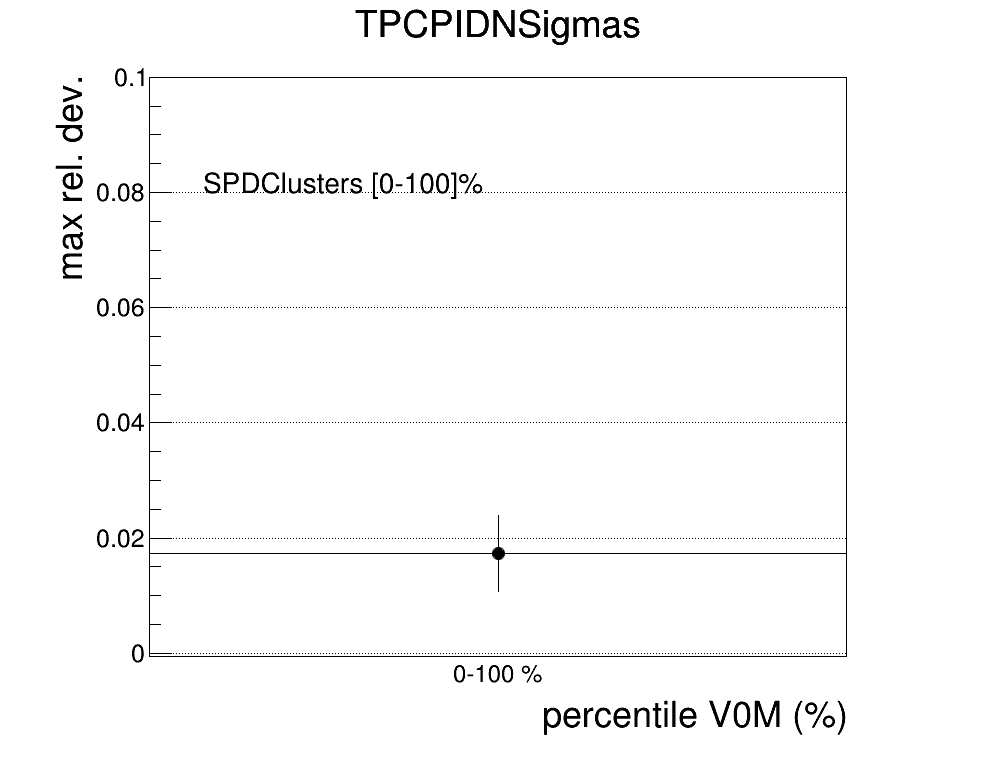 TPCPIDNSigmas
max rel. dev.
0.1
SPDClusters [0-100]%
0.08
0.06
0.04
0.02
0
0-100 %
percentile V0M (%)